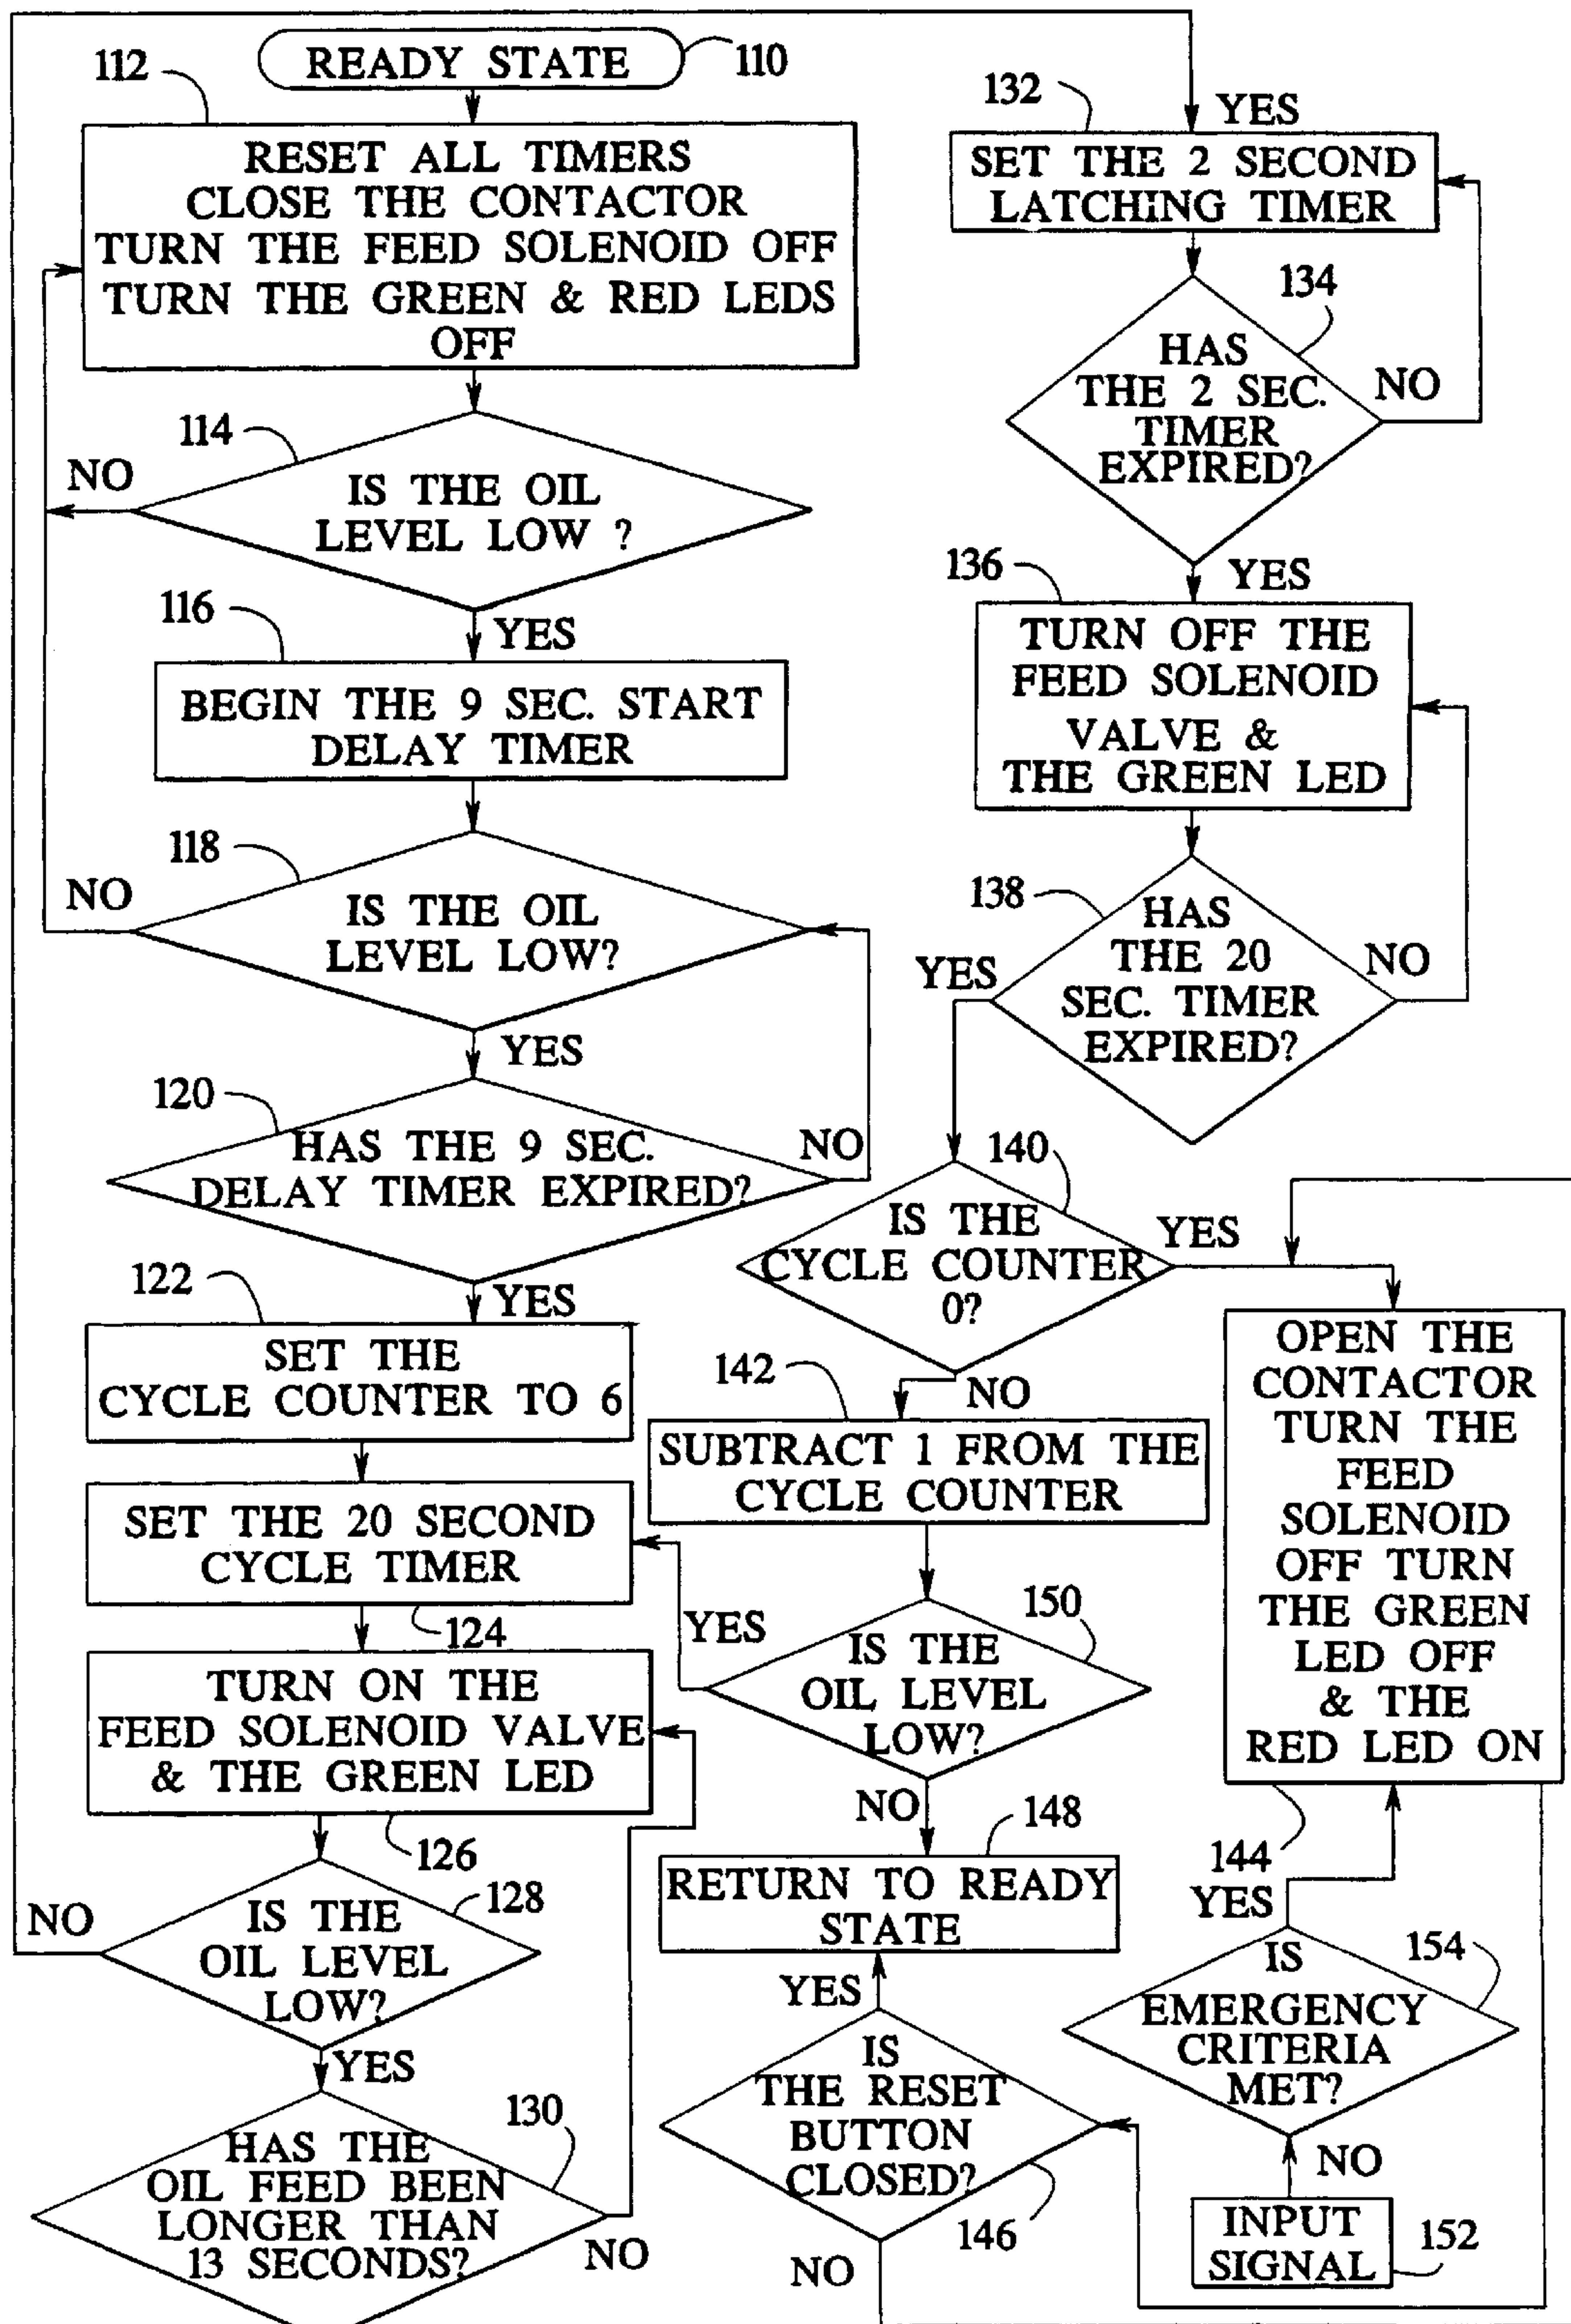 READY STATE
110
112
RESET ALL TIMERS
CLOSE THE CONTACTOR
TURN THE FEED SOLENOID OFF
TURN THE GREEN & RED LEDS
OFF
114
NO
IS THE OIL
LEVEL LOW ?
116
YES
BEGIN THE 9 SEC. START
DELAY TIMER
118
NO
IS THE OIL
LEVEL LOW?
YES
120
HAS THE 9 SEC.
DELAY TIMER EXPIRED?
NO
122
YES
SET THE
CYCLE COUNTER TO 6
SET THE 20 SECOND
CYCLE TIMER
124
TURN ON THE
FEED SOLENOID VALVE
& THE GREEN LED
126
128
NO
IS THE
OIL LEVEL
LOW?
YES
130
HAS THE
OIL FEED BEEN
LONGER THAN
13 SECONDS?
NO
132
YES
SET THE 2 SECOND
LATCHING TIMER
134
HAS
THE 2 SEC.
TIMER
EXPIRED?
NO
136
YES
TURN OFF THE
FEED SOLENOID
VALVE &
THE GREEN LED
138
HAS
THE 20
SEC. TIMER
EXPIRED?
YES
NO
140
IS THE
CYCLE COUNTER
0?
YES
142
NO
SUBTRACT 1 FROM THE
CYCLE COUNTER
150
YES
IS THE
OIL LEVEL
LOW?
NO
148
RETURN TO READY
STATE
YES
IS
THE RESET
BUTTON
CLOSED?
146
NO
OPEN THE
CONTACTOR
TURN THE
FEED
SOLENOID
OFF TURN
THE GREEN
LED OFF
& THE
RED LED ON
144
YES
154
IS
EMERGENCY
CRITERIA
MET?
NO
INPUT
SIGNAL
152